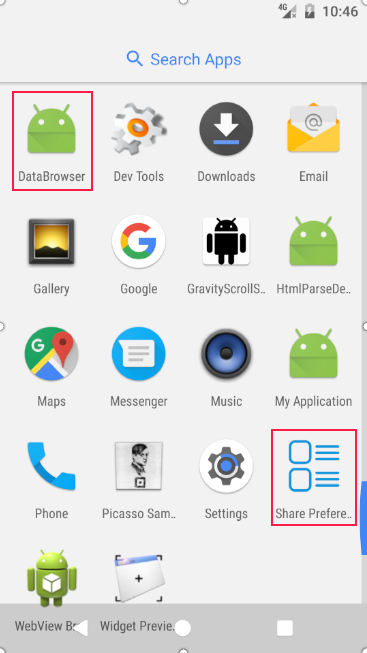 4G 10:46
Search Apps
DataBrowser Dev Tools Downloads Email
Gallery Google GravityScrollS.. HtmlParseDe..
Maps Messenger Music My Application
Phone Picasso Sam.. Settings Share Prefere..
WebView Br Widget Previe..